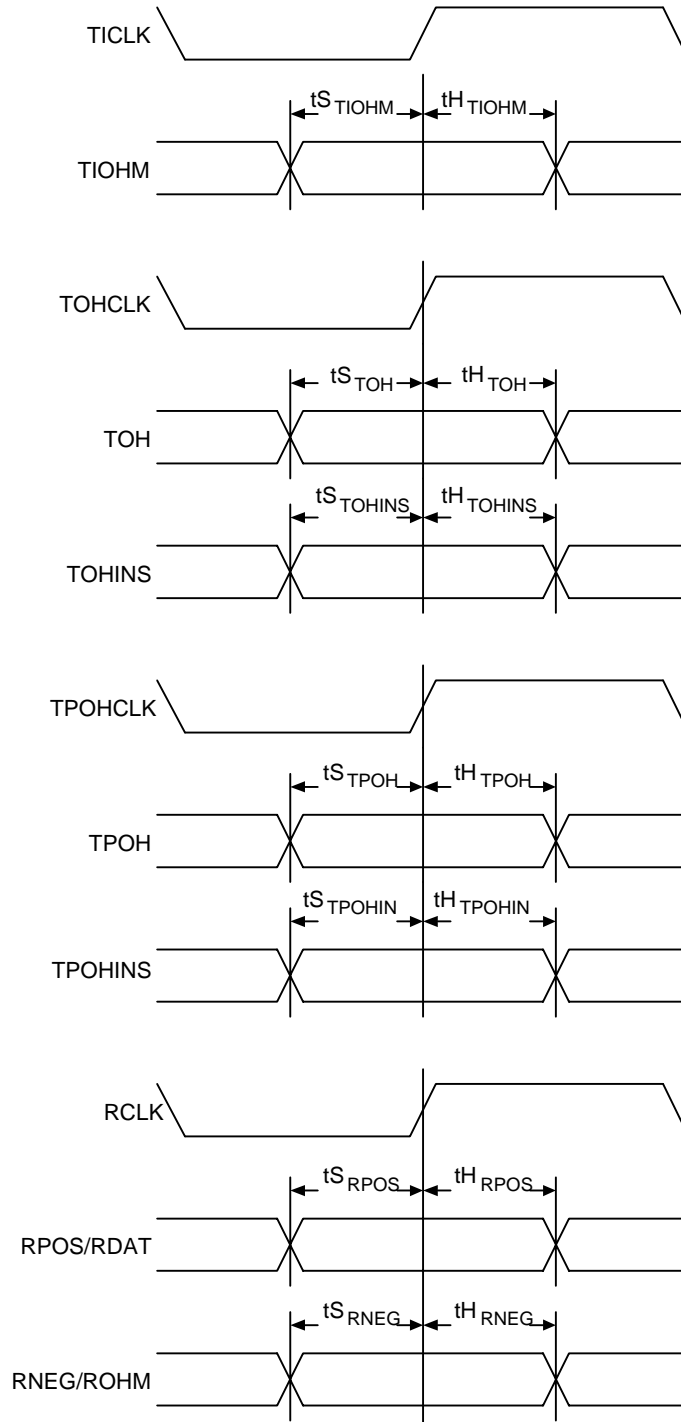 TICLK
tS TIOHM tH TIOHM
TIOHM
TOHCLK
tS TOH tH TOH
TOH
tS TOHINS tH TOHINS
TOHINS
TPOHCLK
tS TPOH tH TPOH
TPOH
tS TPOHIN tH TPOHIN
TPOHINS
RCLK
tS RPOS tH RPOS
RPOS/RDAT
tS RNEG tH RNEG
RNEG/ROHM